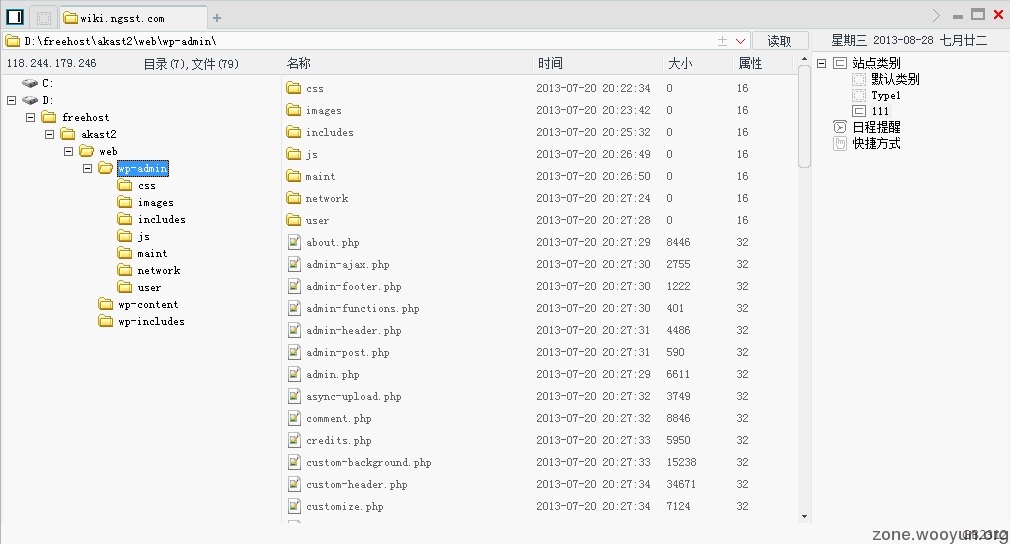 wiki.ngsst.com
D:\freehost\akast2\web\wp-admin\
读取
星期三 2013-08-28 七月廿二
118.244.179.246
目录(7),文件(79)
名称 时间 大小 属性
C:
D:
freehost
akast2
web
wp-admin
css
images
includes
js
maint
network
user
wp-content
wp-includes
css 2013-07-20 20:22:34 0 16
images 2013-07-20 20:23:42 0 16
includes 2013-07-20 20:25:32 0 16
js 2013-07-20 20:26:49 0 16
maint 2013-07-20 20:26:50 0 16
network 2013-07-20 20:27:24 0 16
user 2013-07-20 20:27:28 0 16
about.php 2013-07-20 20:27:29 8446 32
admin-ajax.php 2013-07-20 20:27:30 2755 32
admin-footer.php 2013-07-20 20:27:30 1222 32
admin-functions.php 2013-07-20 20:27:30 401 32
admin-header.php 2013-07-20 20:27:31 4486 32
admin-post.php 2013-07-20 20:27:31 590 32
admin.php 2013-07-20 20:27:29 6611 32
async-upload.php 2013-07-20 20:27:32 3749 32
comment.php 2013-07-20 20:27:32 8846 32
credits.php 2013-07-20 20:27:33 5950 32
custom-background.php 2013-07-20 20:27:33 15238 32
custom-header.php 2013-07-20 20:27:34 34671 32
customize.php 2013-07-20 20:27:34 7124 32
站点类别
默认类别
Type1
111
日程提醒
快捷方式
zone.wooyun.org
GB2312